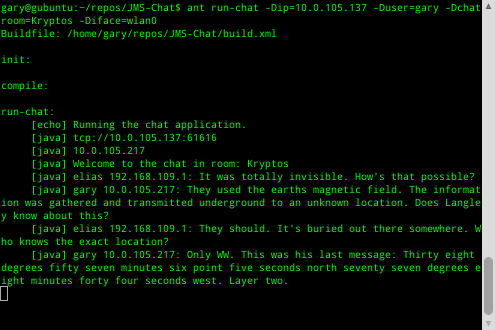 gary@gubuntu:~/repos/JMS-Chat$ ant run-chat -Dip=10.0.105.137 -Duser=gary -Dchat
room=Kryptos -Diface=wlan0
Buildfile: /home/gary/repos/JMS-Chat/build.xml
init:
compile:
run-chat:
[echo] Running the chat application.
[java] tcp://10.0.105.137:61616
[java] 10.0.105.217
[java] Welcome to the chat in room: Kryptos
[java] elias 192.168.109.1: It was totally invisible. How's that possible?
[java] gary 10.0.105.217: They used the earths magnetic field. The informat
ion was gathered and transmitted underground to an unknown location. Does Langle
y know about this?
[java] elias 192.168.109.1: They should. It's buried out there somewhere. W
ho knows the exact location?
[java] gary 10.0.105.217: Only WW. This was his last message: Thirty eight
degrees fifty seven minutes six point five seconds north seventy seven degrees e
ight minutes forty four seconds west. Layer two.